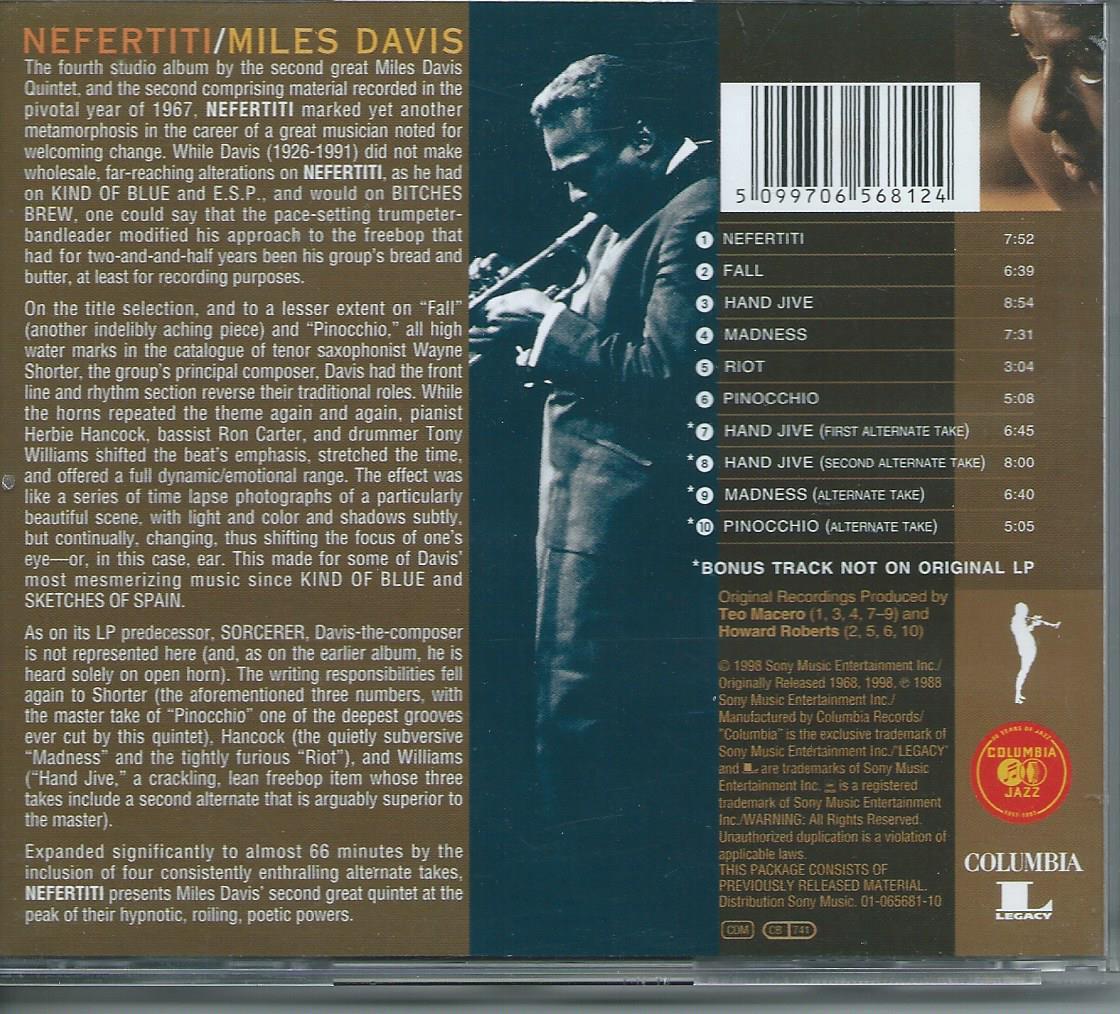 NEFERTITI/MILES DAVIS
The fourth studio album by the second great Miles Davis
Quintet, and the second comprising material recorded in the
pivotal year of 1967, NEFERTITI marked yet another
metamorphosis in the career of a great musician noted for
welcoming change. While Davis (1926-1991) did not make
wholesale, far-reaching alterations on NEFERTITI, as he had
on KIND OF BLUE and E.S.P., and would on BITCHES
BREW, one could say that the pace-setting trumpeter-
bandleader modified his approach to the freebop that
had for two-and-and-half years been his group's bread and
butter, at least for recording purposes.
On the title selection, and to a lesser extent on "Fall"
(another indelibly aching piece) and "Pinocchio," all high
water marks in the catalogue of tenor saxophonist Wayne
Shorter, the group's principal composer, Davis had the front
line and rhythm section reverse their traditional roles. While
the horns repeated the theme again and again, pianist
Herbie Hancock, bassist Ron Carter, and drummer Tony
Williams shifted the beat's emphasis, stretched the time,
and offered a full dynamic/emotional range. The effect was
like a series of time lapse photographs of a particularly
beautiful scene, with light and color and shadows subtly,
but continually, changing, thus shifting the focus of one's
eye—or, in this case, ear. This made for some of Davis'
most mesmerizing music since KIND OF BLUE and
SKETCHES OF SPAIN.
As on its LP predecessor, SORCERER, Davis-the-composer
is not represented here (and, as on the earlier album, he is
heard solely on open horn). The writing responsibilities fell
again to Shorter (the aforementioned three numbers, with
the master take of "Pinocchio" one of the deepest grooves
ever cut by this quintet), Hancock (the quietly subversive
"Madness" and the tightly furious "Riot"), and Williams
("Hand Jive," a crackling, lean freebop item whose three
takes include a second alternate that is arguably superior to
the master).
Expanded significantly to almost 66 minutes by the
inclusion of four consistently enthralling alternate takes,
NEFERTITI presents Miles Davis' second great quintet at the
peak of their hypnotic, roiling, poetic powers.
5 099706 568124
1 NEFERTITI 7:52
2 FALL 6:39
3 HAND JIVE 8:54
4 MADNESS 7:31
5 RIOT 3:04
6 PINOCCHIO 5:08
*7 HAND JIVE (FIRST ALTERNATE TAKE) 6:45
*8 HAND JIVE (SECOND ALTERNATE TAKE) 8:00
*9 MADNESS (ALTERNATE TAKE) 6:40
*10 PINOCCHIO (ALTERNATE TAKE) 5:05
*BONUS TRACK NOT ON ORIGINAL LP
Original Recordings Produced by
Teo Macero (1, 3, 4, 7–9) and
Howard Roberts (2, 5, 6, 10)
© 1998 Sony Music Entertainment Inc./
Originally Released 1968, 1998, ℗ 1988
Sony Music Entertainment Inc./
Manufactured by Columbia Records/
"Columbia" is the exclusive trademark of
Sony Music Entertainment Inc./"LEGACY"
and L are trademarks of Sony Music
Entertainment Inc. is a registered
trademark of Sony Music Entertainment
Inc./WARNING: All Rights Reserved.
Unauthorized duplication is a violation of
applicable laws.
THIS PACKAGE CONSISTS OF
PREVIOUSLY RELEASED MATERIAL.
Distribution Sony Music. 01-065681-10
CDM CB 741
COLUMBIA
JAZZ
COLUMBIA
L
LEGACY